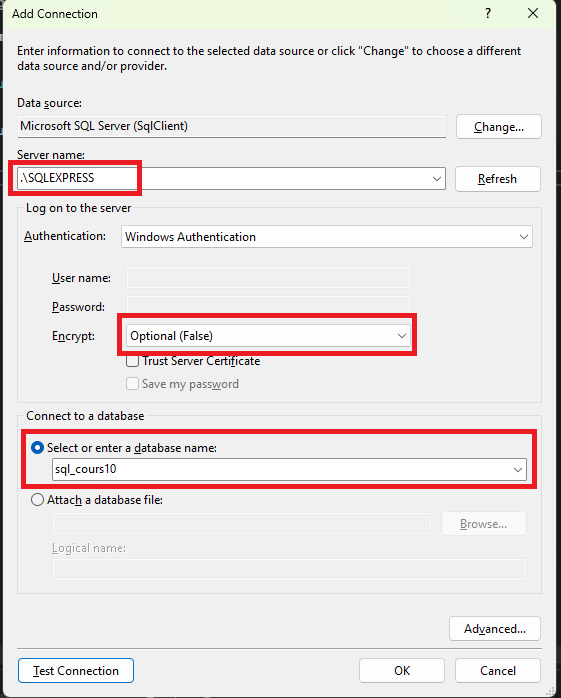 Add Connection
?
Enter information to connect to the selected data source or click "Change" to choose a different
data source and/or provider.
Data source:
Microsoft SQL Server (SqlClient)
Change...
Server name:
.\SQLEXPRESS
Refresh
Log on to the server
Authentication:
Windows Authentication
User name:
Password:
Encrypt:
Optional (False)
Trust Server Certificate
Save my password
Connect to a database
Select or enter a database name:
sql_cours10
Attach a database file:
Browse...
Logical name:
Advanced...
Test Connection
OK
Cancel